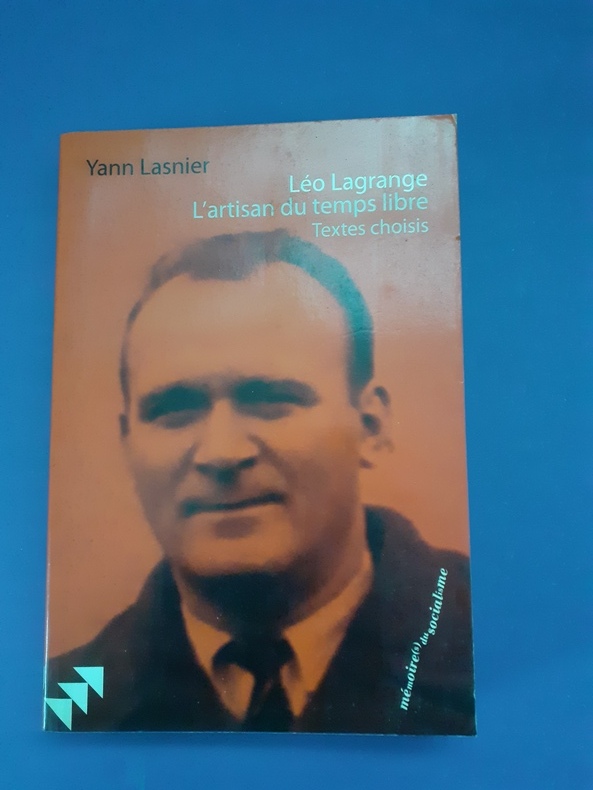 Yann Lasnier
Léo Lagrange
L'artisan du temps libre
Textes choisis
mémoire(s) du socialisme